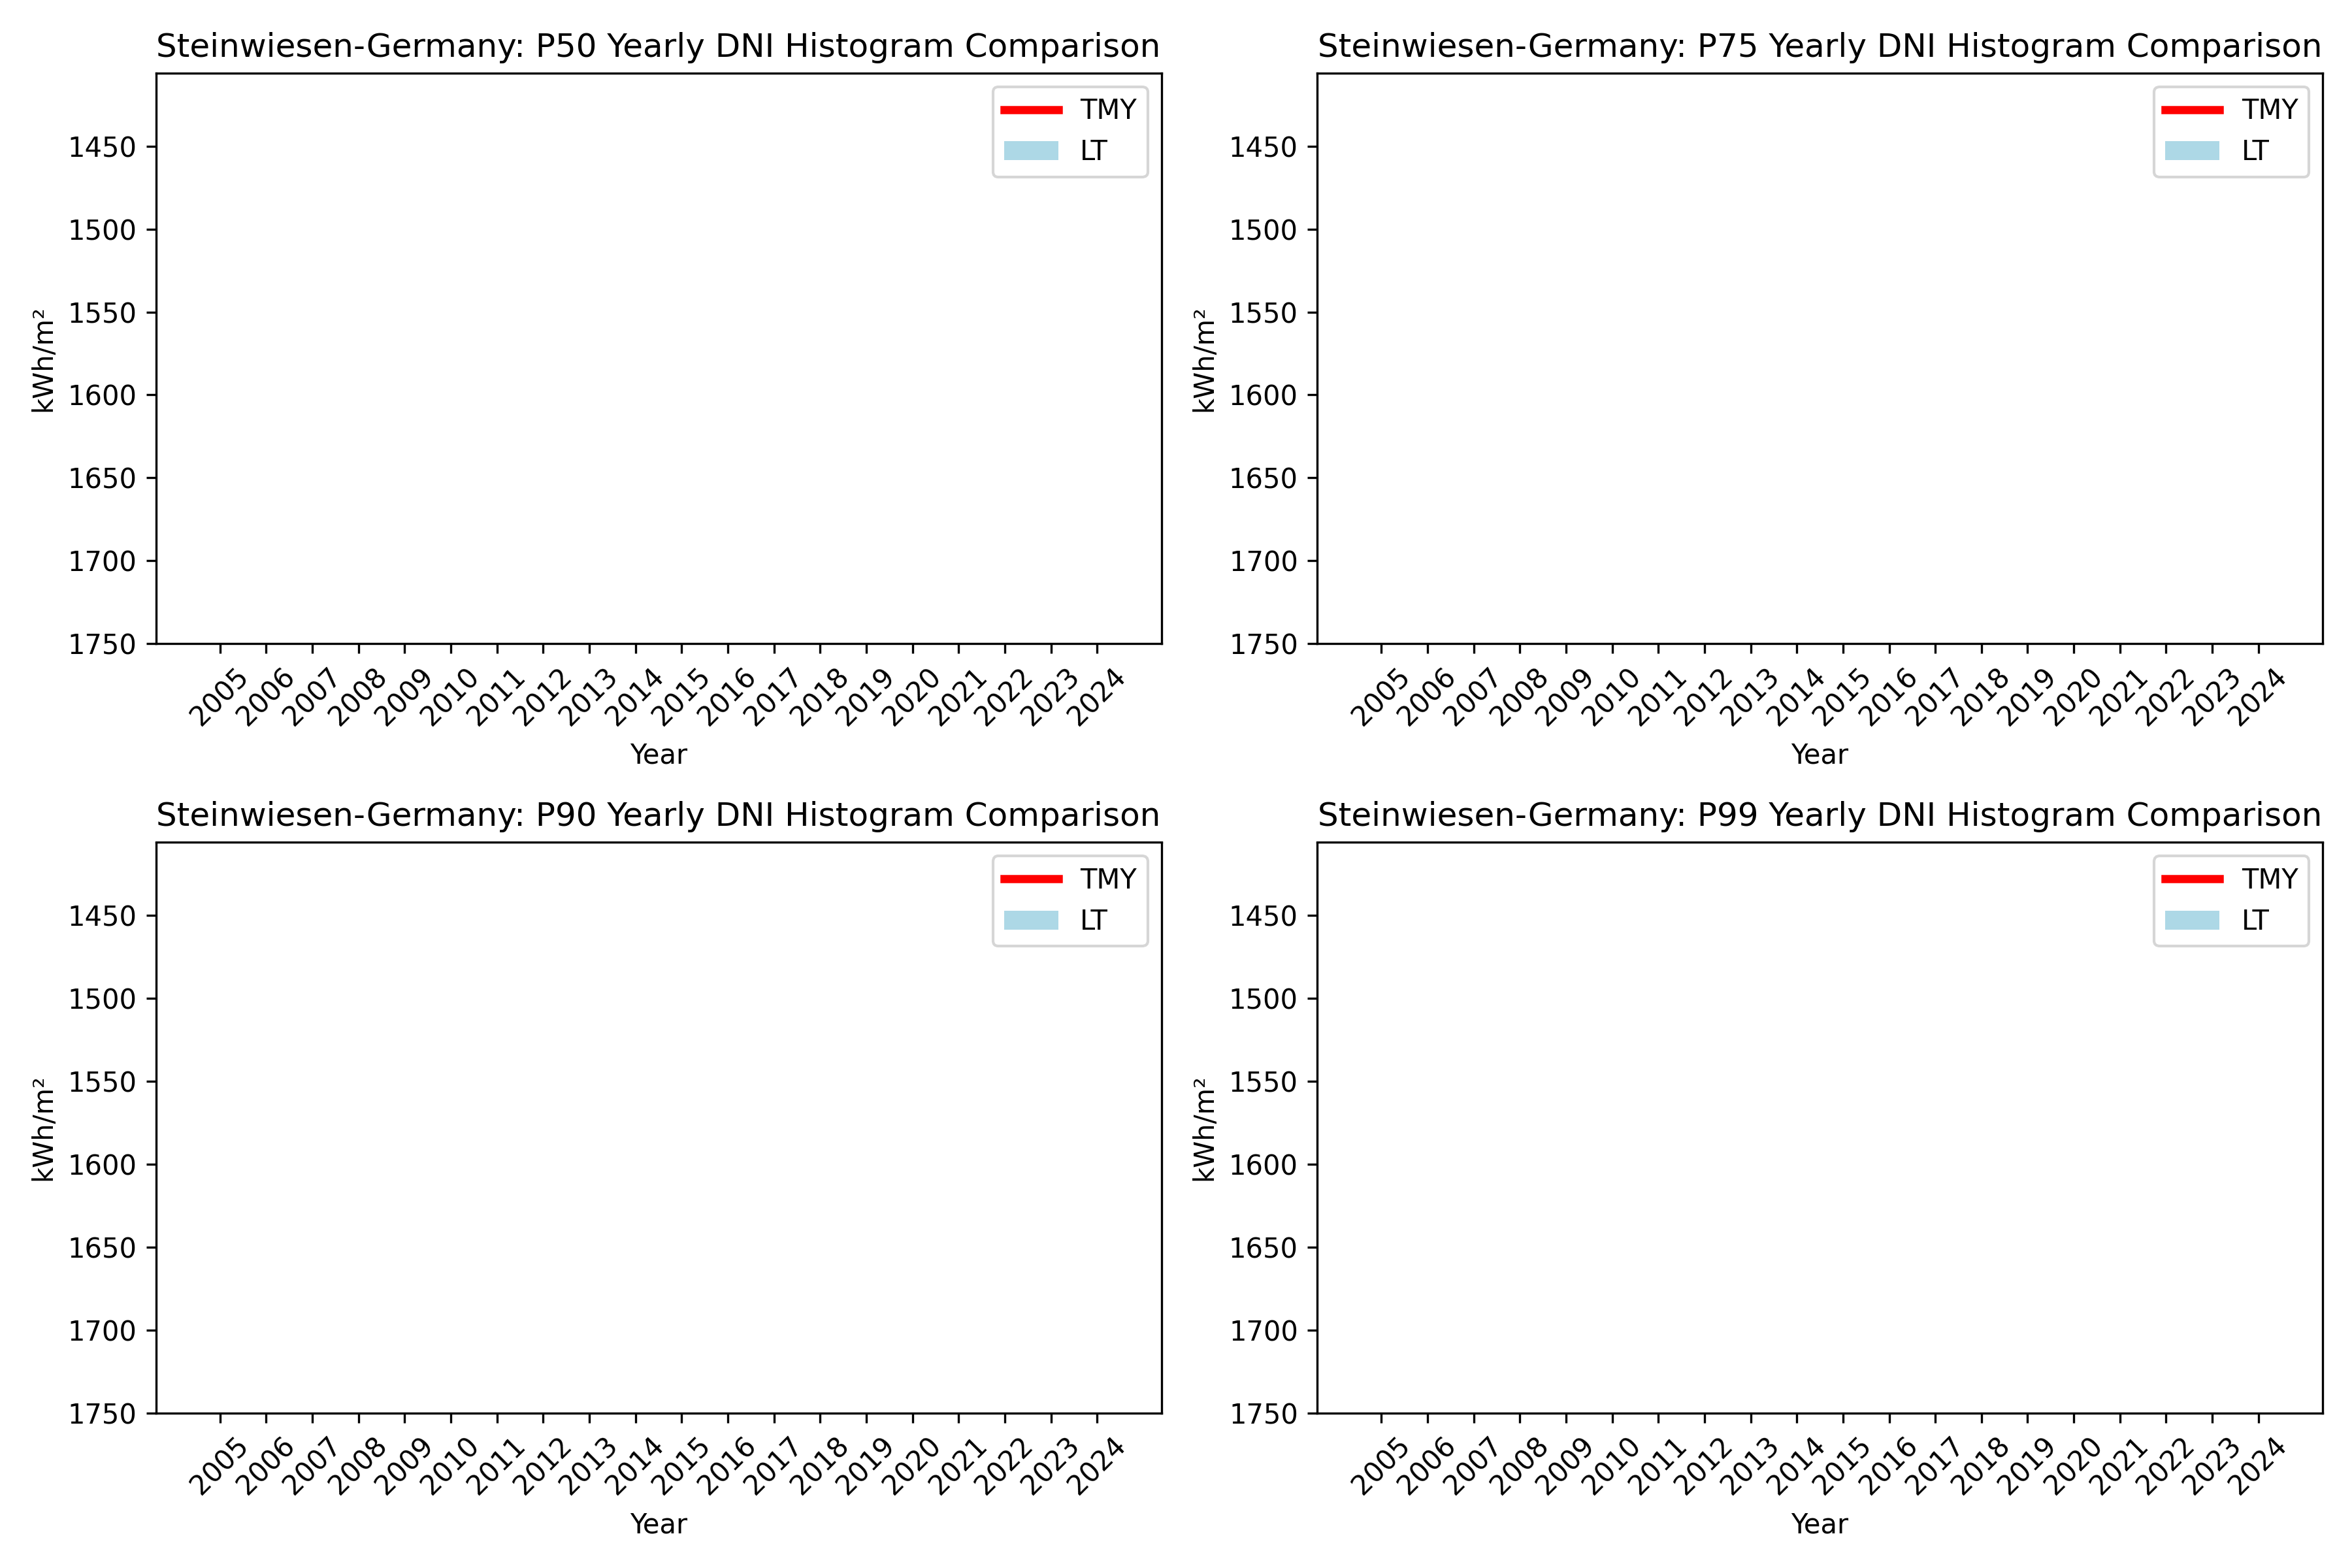 Steinwiesen-Germany: P50 Yearly DNI Histogram Comparison
TMY
LT
1450
1500
1550
1600
1650
1700
1750
kWh/m²
2005 2006 2007 2008 2009 2010 2011 2012 2013 2014 2015 2016 2017 2018 2019 2020 2021 2022 2023 2024
Year
Steinwiesen-Germany: P75 Yearly DNI Histogram Comparison
TMY
LT
1450
1500
1550
1600
1650
1700
1750
kWh/m²
2005 2006 2007 2008 2009 2010 2011 2012 2013 2014 2015 2016 2017 2018 2019 2020 2021 2022 2023 2024
Year
Steinwiesen-Germany: P90 Yearly DNI Histogram Comparison
TMY
LT
1450
1500
1550
1600
1650
1700
1750
kWh/m²
2005 2006 2007 2008 2009 2010 2011 2012 2013 2014 2015 2016 2017 2018 2019 2020 2021 2022 2023 2024
Year
Steinwiesen-Germany: P99 Yearly DNI Histogram Comparison
TMY
LT
1450
1500
1550
1600
1650
1700
1750
kWh/m²
2005 2006 2007 2008 2009 2010 2011 2012 2013 2014 2015 2016 2017 2018 2019 2020 2021 2022 2023 2024
Year